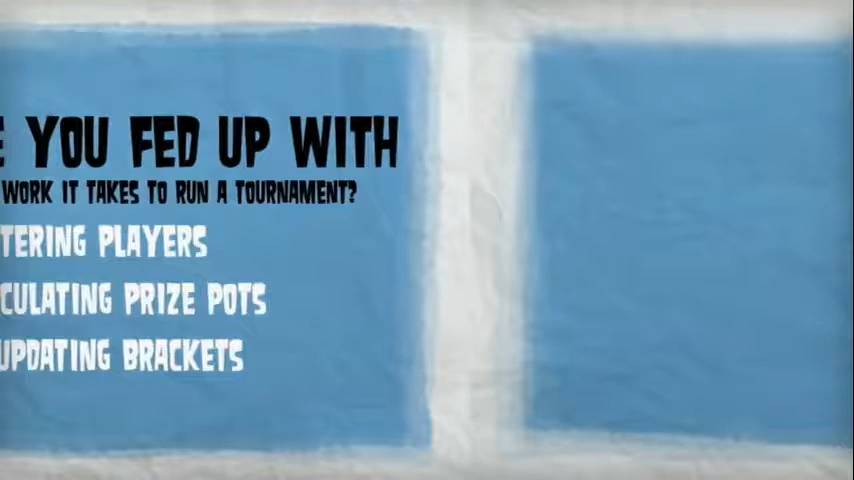 YOU FED UP WITH
WORK IT TAKES TO RUN A TOURNAMENT?
TERING PLAYERS
CULATING PRIZE POTS
UPDATING BRACKETS